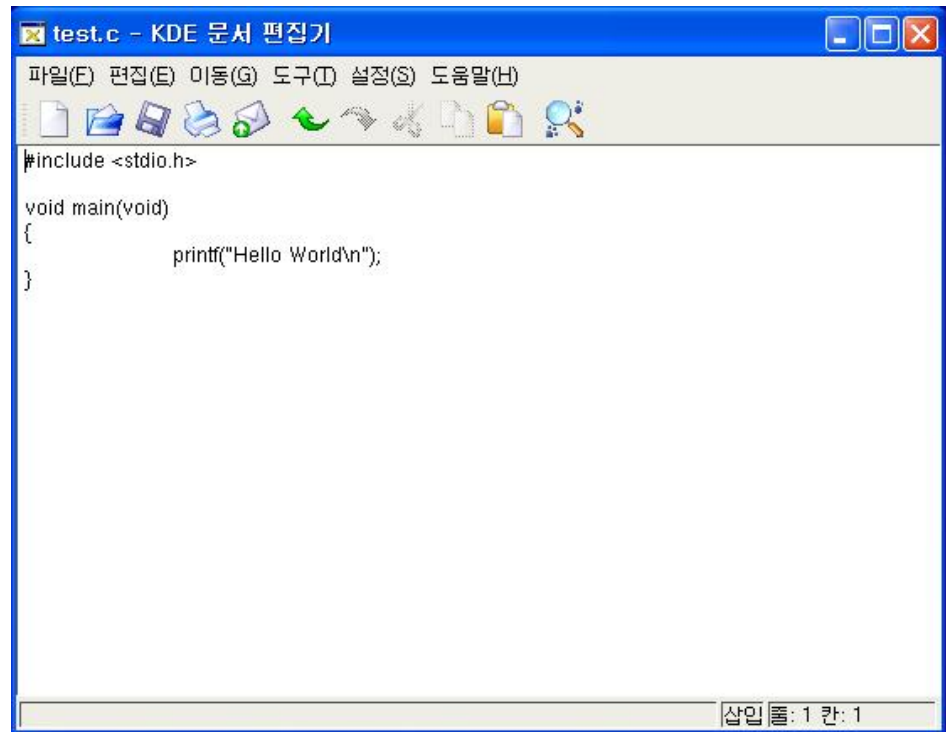 test.c - KDE 문서 편집기
파일(F) 편집(E) 이동(G) 도구(T) 설정(S) 도움말(H)
#include <stdio.h>
void main(void)
{
printf("Hello World\n");
}
삽입 줄: 1 칸: 1